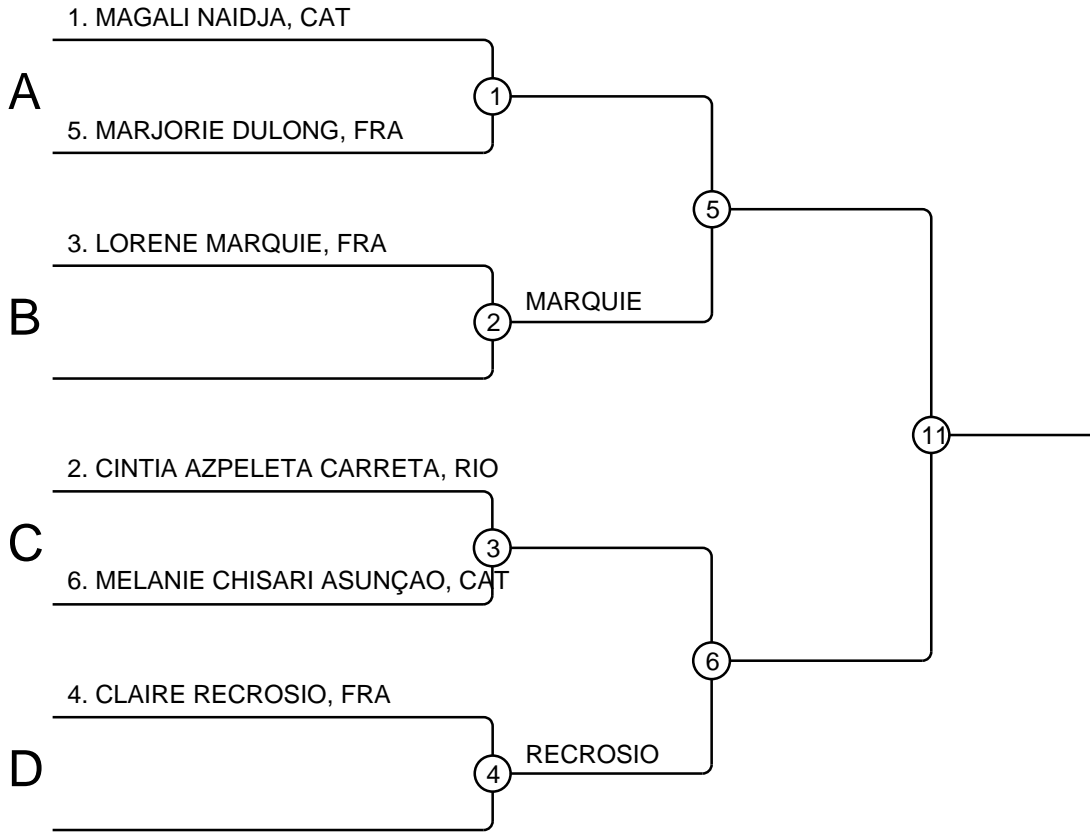 1. MAGALI NAIDJA, CAT
A
1
5. MARJORIE DULONG, FRA
5
3. LORENE MARQUIE, FRA
B
2
MARQUIE
11
2. CINTIA AZPELETA CARRETA, RIO
C
3
6. MELANIE CHISARI ASUNÇAO, CAT
6
4. CLAIRE RECROSIO, FRA
D
4
RECROSIO